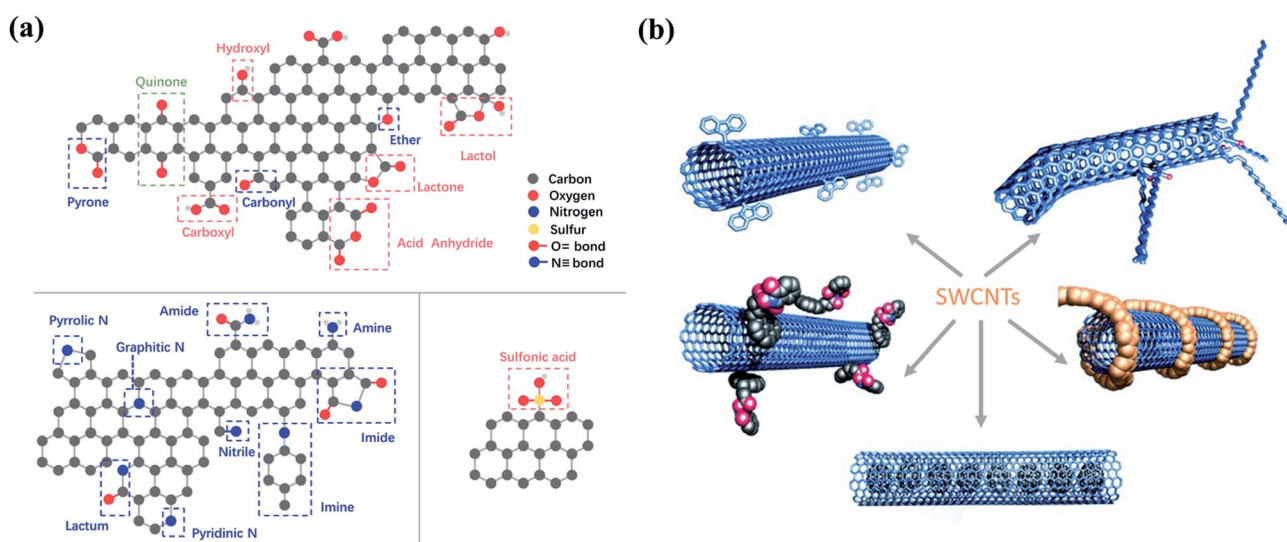 (a)
Hydroxyl
Quinone
Ether
Lactol
Pyrone
Carbonyl
Lactone
Carboxyl
Acid Anhydride
Carbon
Oxygen
Nitrogen
Sulfur
O= bond
N≡ bond
Amide
Amine
Pyrrolic N
Graphitic N
Imide
Nitrile
Imine
Lactum
Pyridinic N
Sulfonic acid
(b)
SWCNTs